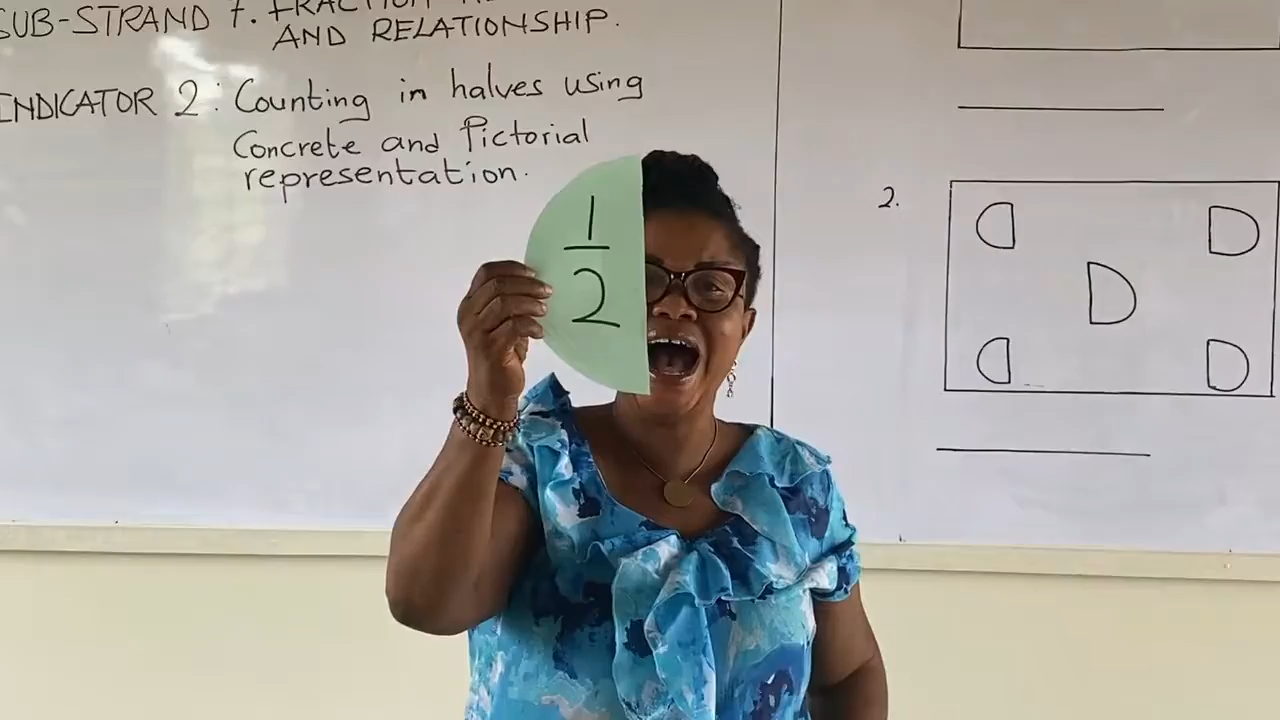 SUB-STRAND 7. FRACTION
AND RELATIONSHIP.
INDICATOR 2: Counting in halves using
Concrete and Pictorial
representation.
1
2
2.